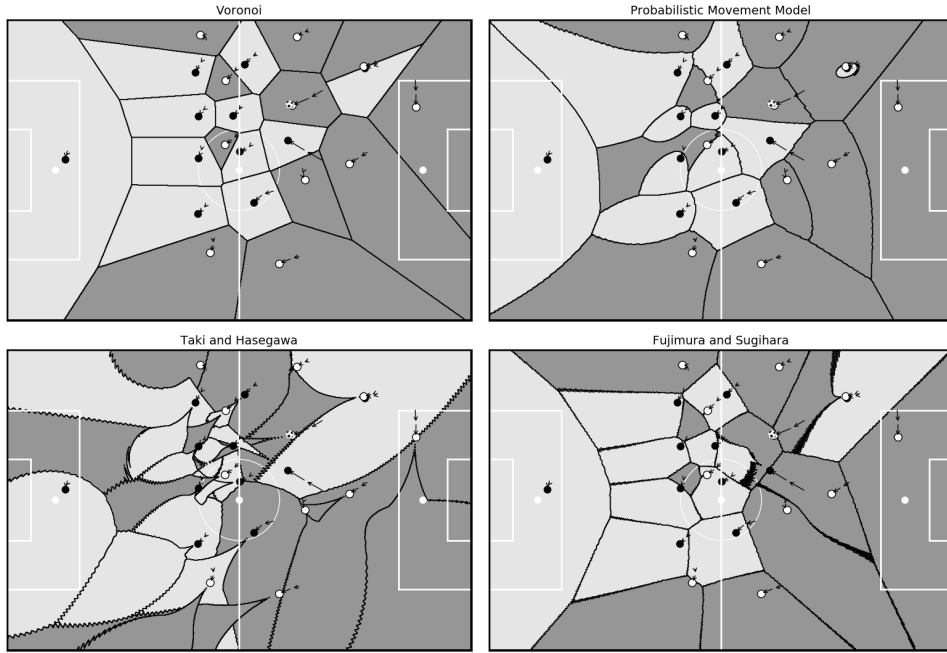 Voronoi
Probabilistic Movement Model
Taki and Hasegawa
Fujimura and Sugihara